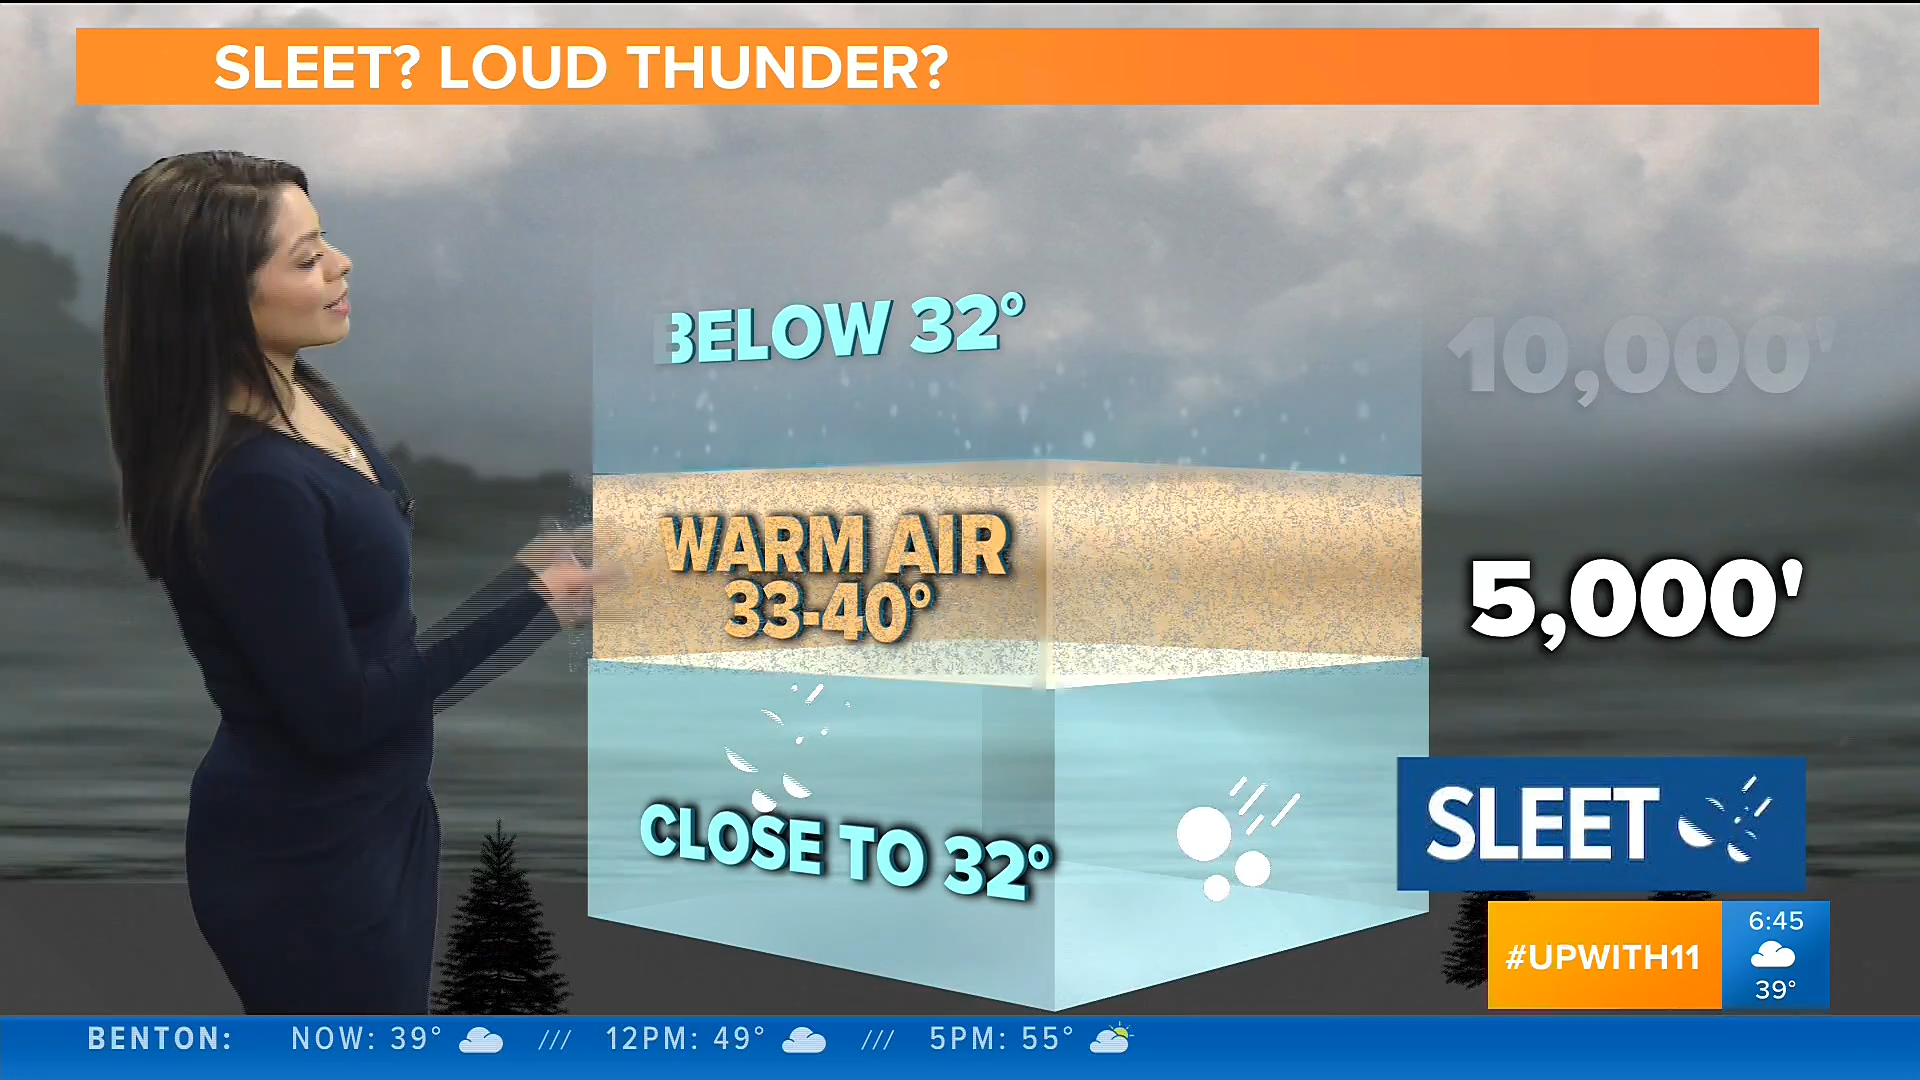 SLEET? LOUD THUNDER?
BELOW 32°
10,000'
WARM AIR
33-40°
5,000'
CLOSE TO 32°
SLEET
#UPWITH11
6:45
39°
BENTON: NOW: 39° /// 12PM: 49° /// 5PM: 55°